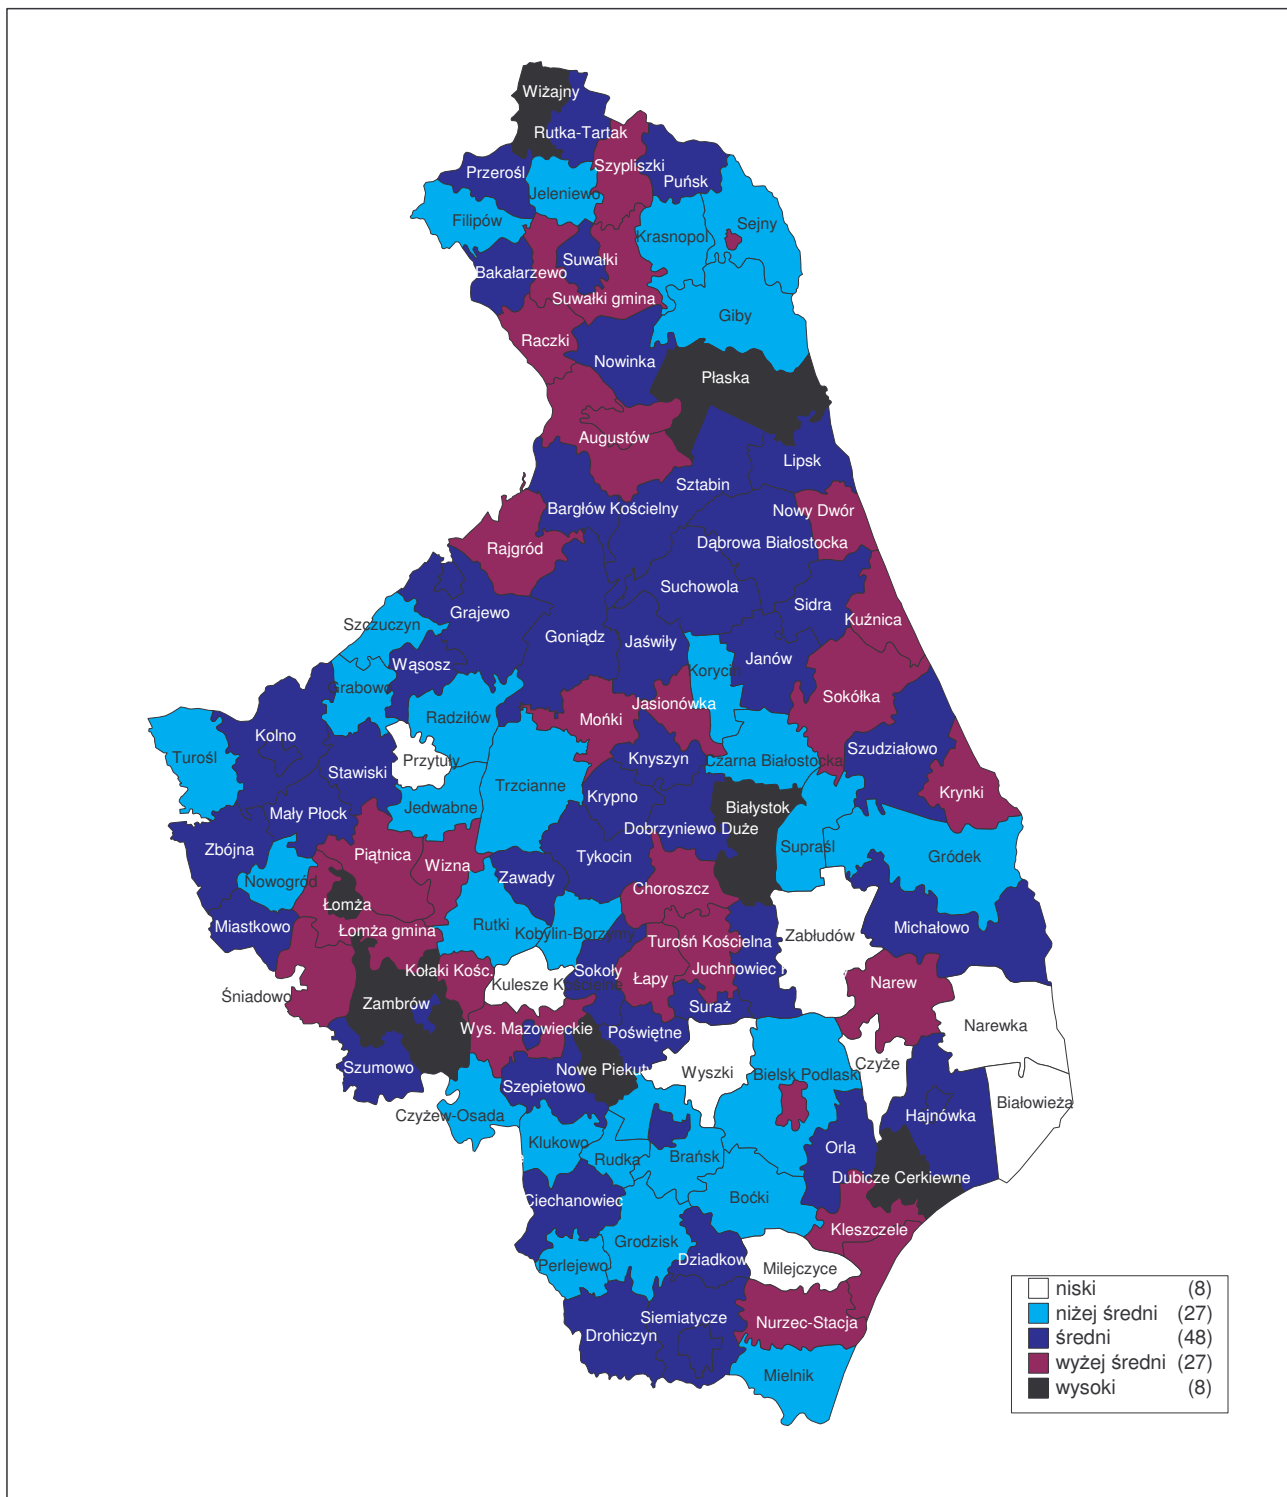 Wiżajny
Rutka-Tartak
Szypliszki
Przerośl
Puńsk
Jeleniewo
Filipów
Sejny
Krasnopol
Suwałki
Bakałarzewo
Suwałki gmina
Giby
Raczki
Nowinka
Płaska
Augustów
Lipsk
Sztabin
Bargłów Kościelny
Nowy Dwór
Dąbrowa Białostocka
Rajgród
Suchowola
Sidra
Grajewo
Kuźnica
Szczuczyn
Goniądz
Jaświły
Janów
Wąsosz
Korycin
Grabowo
Sokółka
Jasionówka
Mońki
Radziłów
Kolno
Szudziałowo
Turośl
Przytuły
Knyszyn
Czarna Białostocka
Stawiski
Trzcianne
Krynki
Krypno
Jedwabne
Białystok
Mały Płock
Dobrzyniewo Duże
Supraśl
Zbójna
Piątnica
Tykocin
Gródek
Wizna
Zawady
Nowogród
Choroszcz
Łomża
Miastkowo
Rutki
Michałowo
Łomża gmina
Kobylin-Borzymy
Zabłudów
Turośń Kościelna
Kołaki Kośc.
Sokoły
Juchnowiec
Łapy
Narew
Kulesze Kościelne
Śniadowo
Zambrów
Suraż
Narewka
Wys. Mazowieckie
Poświętne
Szumowo
Nowe Piekuty
Wyszki
Bielsk Podlaski
Czyże
Szepietowo
Białowieża
Czyżew-Osada
Hajnówka
Klukowo
Rudka
Brańsk
Orla
Dubicze Cerkiewne
Ciechanowiec
Boćki
Kleszczele
Grodzisk
Perlejewo
Dziadkow
Milejczyce
Siemiatycze
Nurzec-Stacja
Drohiczyn
Mielnik
niski (8)
niżej średni (27)
średni (48)
wyżej średni (27)
wysoki (8)